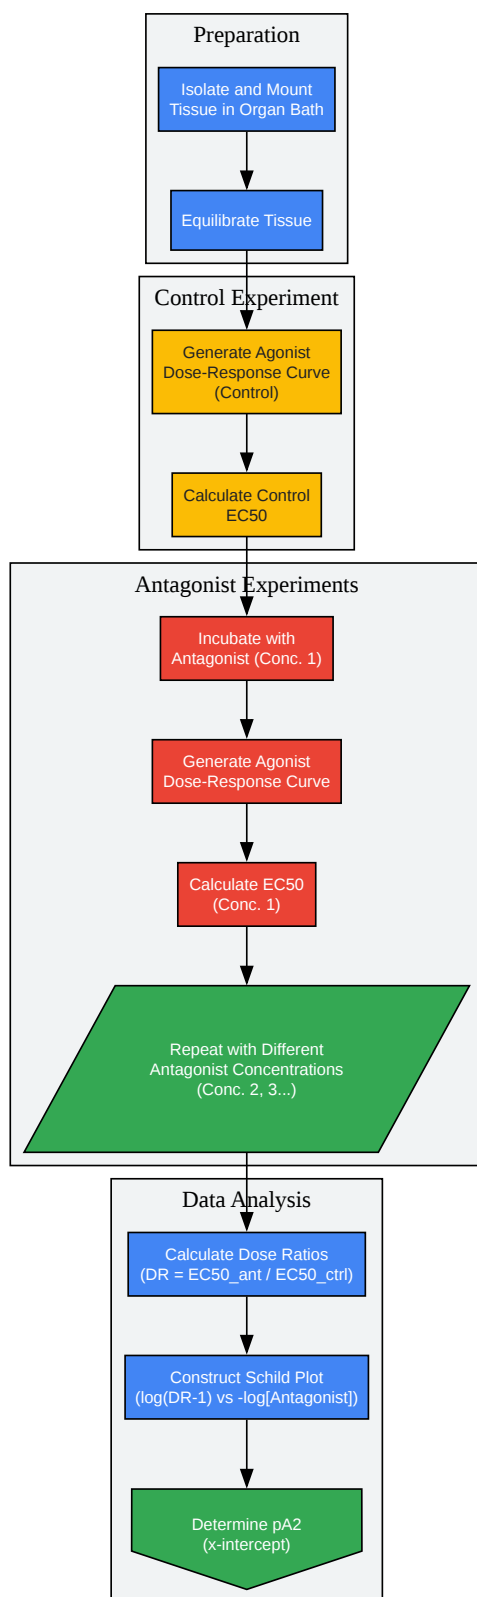 Preparation
Isolate and Mount
Tissue in Organ Bath
Equilibrate Tissue
Control Experiment
Generate Agonist
Dose-Response Curve
(Control)
Calculate Control
EC50
Antagonist Experiments
Incubate with
Antagonist (Conc. 1)
Generate Agonist
Dose-Response Curve
Calculate EC50
(Conc. 1)
Repeat with Different
Antagonist Concentrations
(Conc. 2, 3...)
Data Analysis
Calculate Dose Ratios
(DR = EC50_ant / EC50_ctrl)
Construct Schild Plot
(log(DR-1) vs -log[Antagonist])
Determine pA2
(x-intercept)